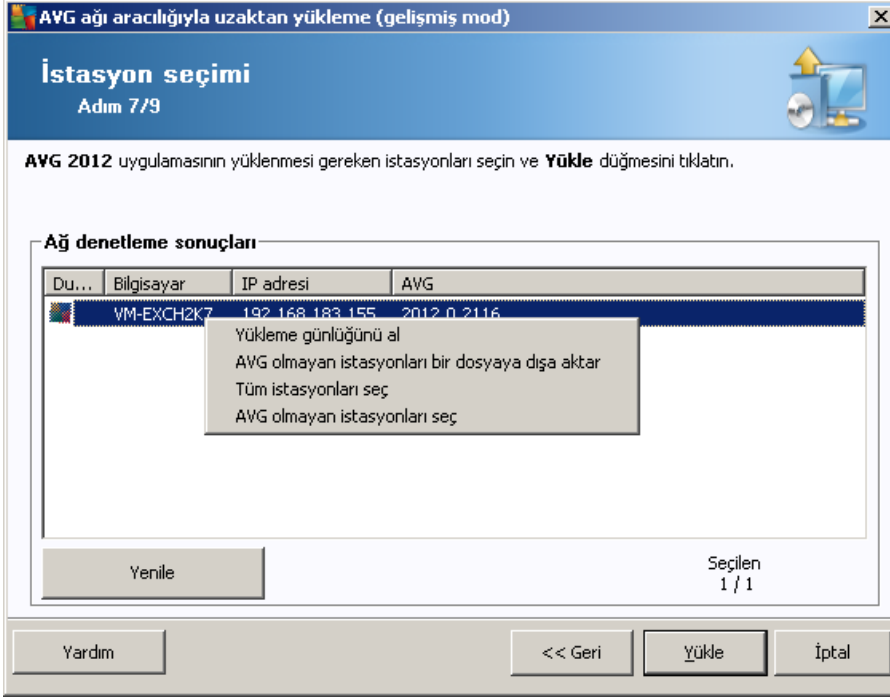 AVG ağı aracılığıyla uzaktan yükleme (gelişmiş mod)
İstasyon seçimi
Adım 7/9
AVG 2012 uygulamasının yüklenmesi gereken istasyonları seçin ve Yükle düğmesini tıklatın.
Ağ denetleme sonuçları
Du... Bilgisayar IP adresi AVG
VM-EXCH2K7 192.168.183.155 2012.0.2116
Yükleme günlüğünü al
AVG olmayan istasyonları bir dosyaya dışa aktar
Tüm istasyonları seç
AVG olmayan istasyonları seç
Yenile
Seçilen
1 / 1
Yardım << Geri Yükle İptal